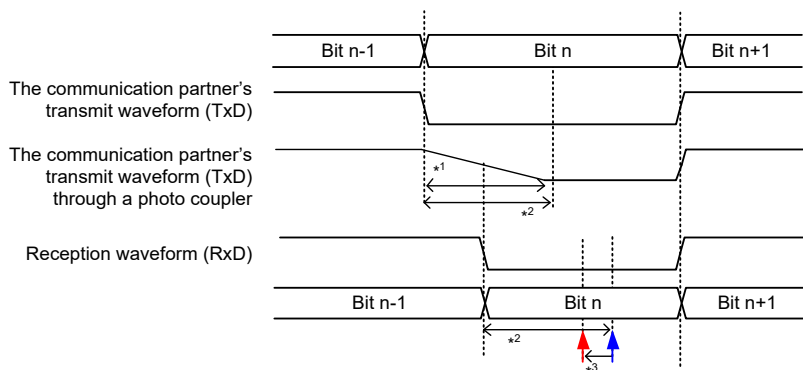 Bit n-1 Bit n Bit n+1
The communication partner's
transmit waveform (TxD)
The communication partner's
transmit waveform (TxD)
through a photo coupler
*1
*2
Reception waveform (RxD)
Bit n-1 Bit n Bit n+1
*2
*3